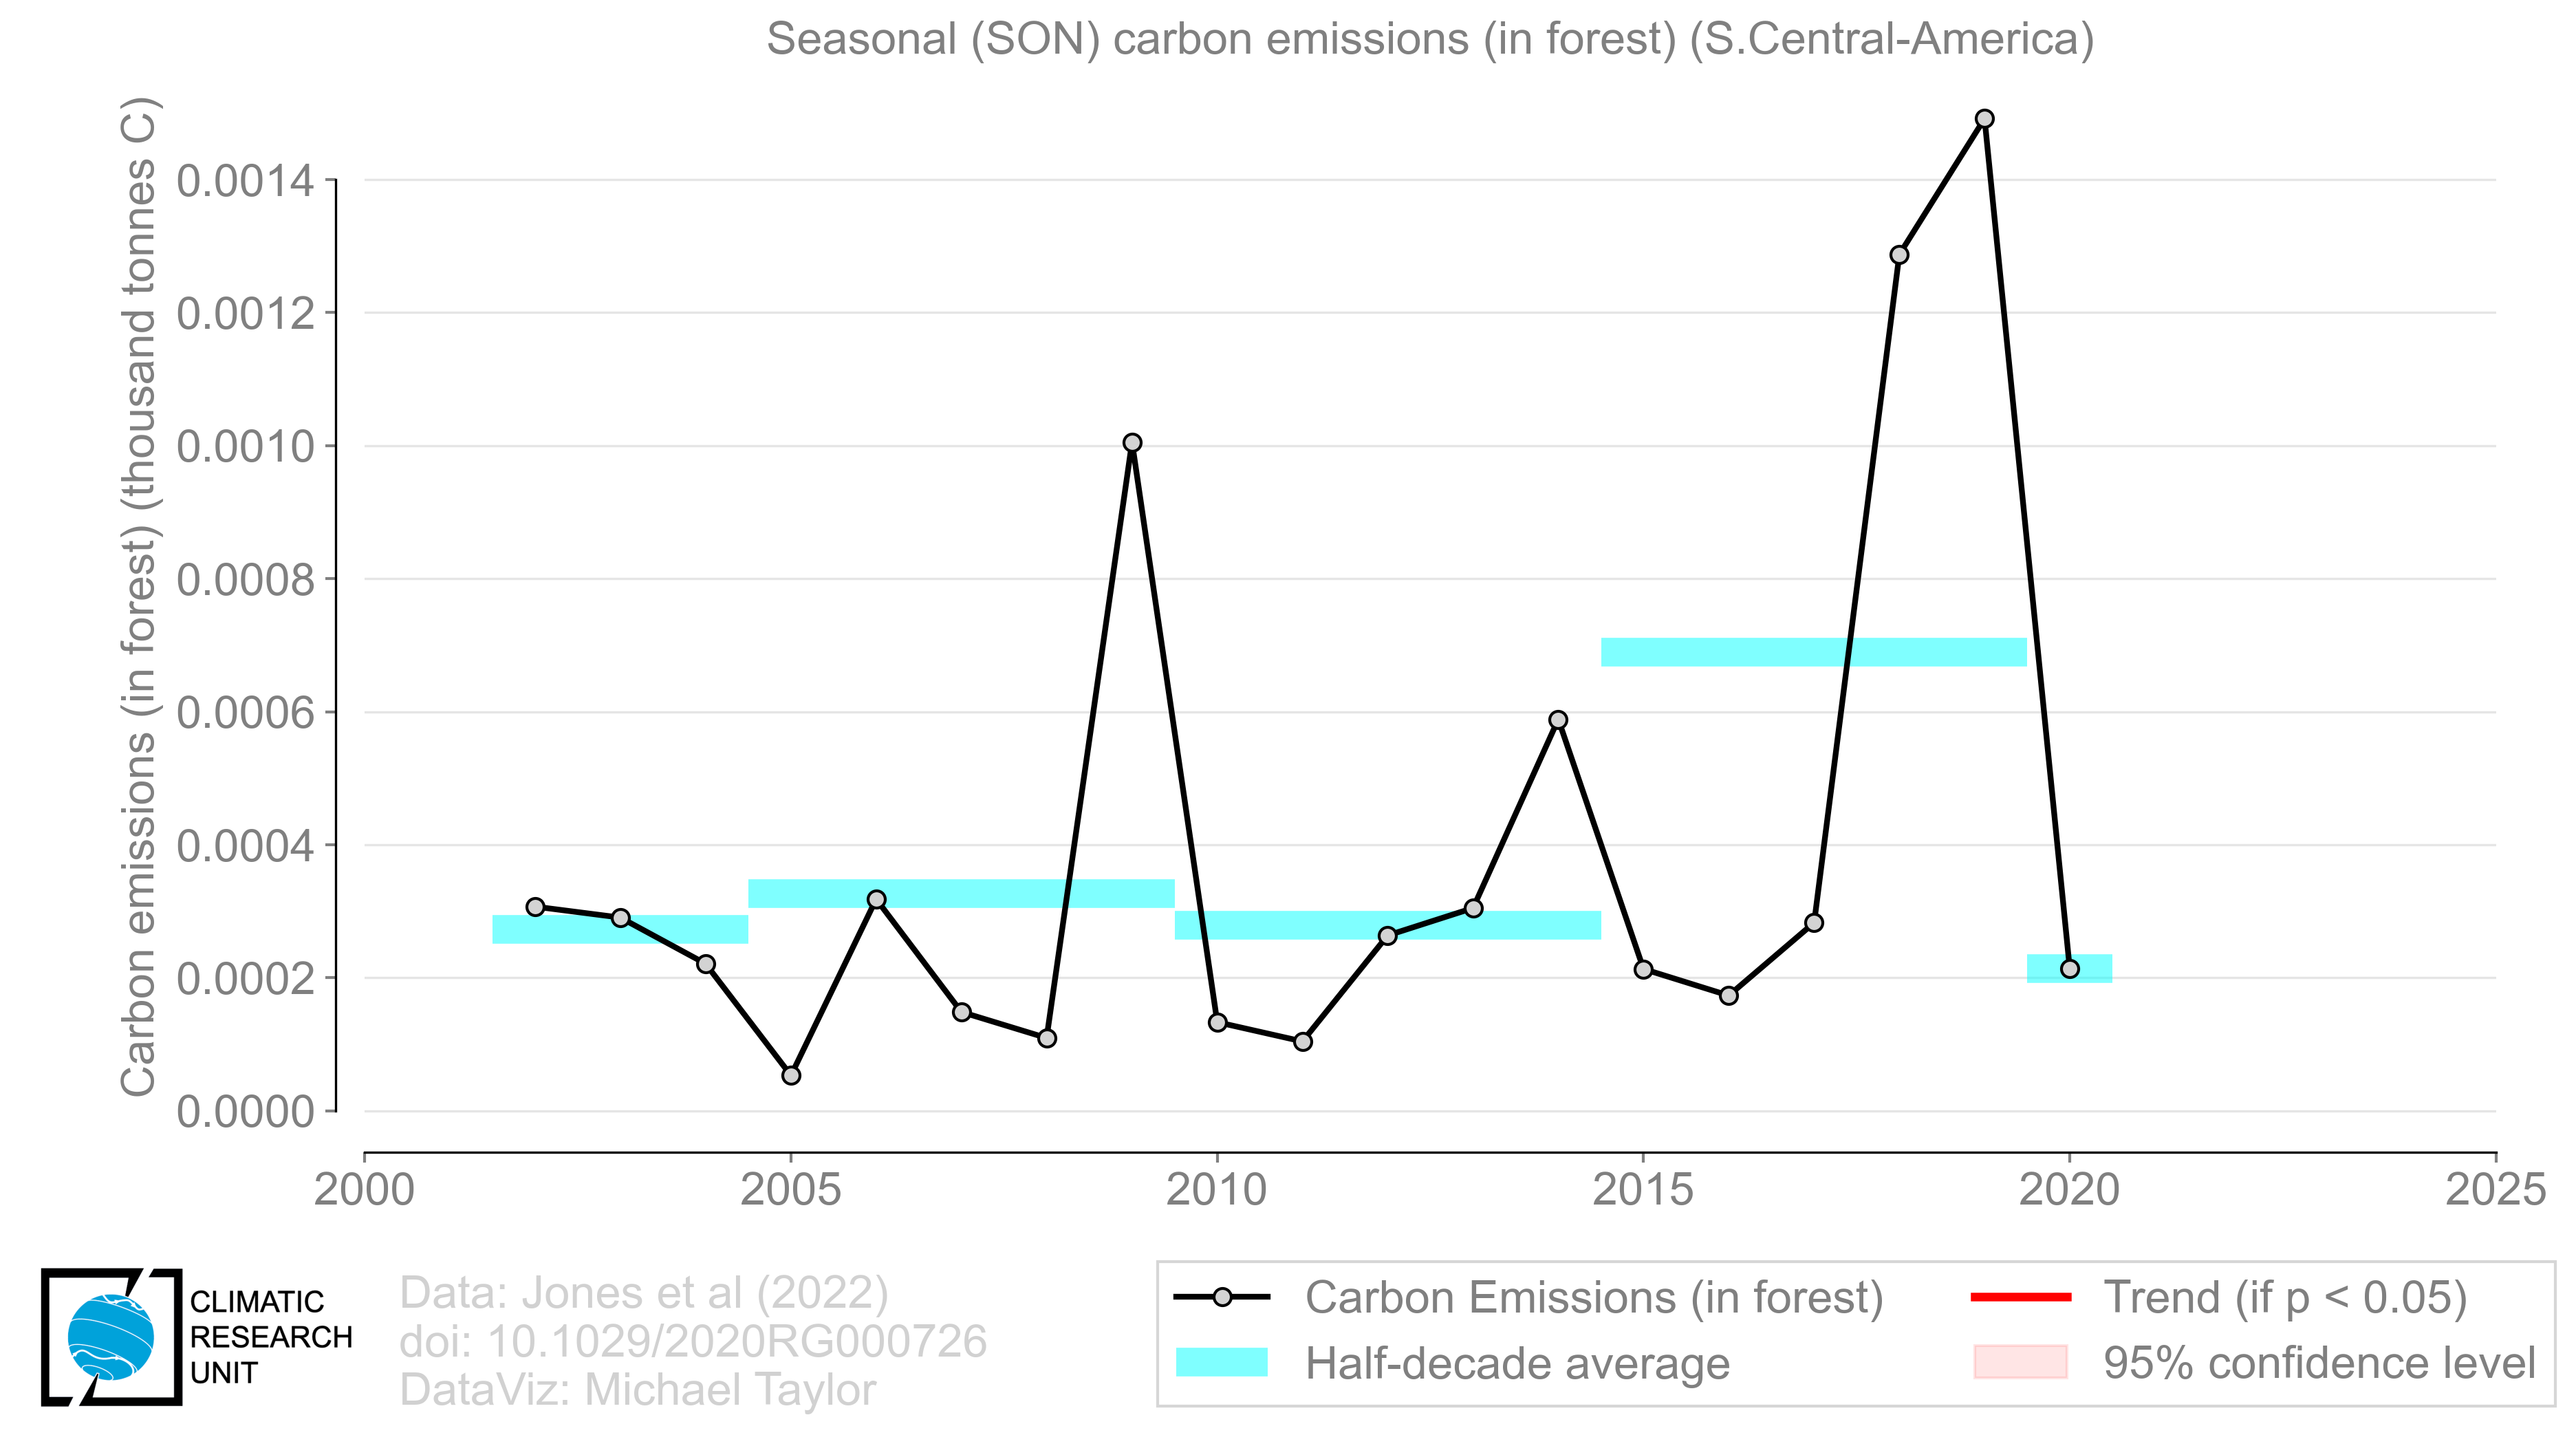 Seasonal (SON) carbon emissions (in forest) (S.Central-America)
Carbon emissions (in forest) (thousand tonnes C)
0.0014
0.0012
0.0010
0.0008
0.0006
0.0004
0.0002
0.0000
2000
2005
2010
2015
2020
2025
CLIMATIC
RESEARCH
UNIT
Data: Jones et al (2022)
doi: 10.1029/2020RG000726
DataViz: Michael Taylor
Carbon Emissions (in forest)
Half-decade average
Trend (if p < 0.05)
95% confidence level